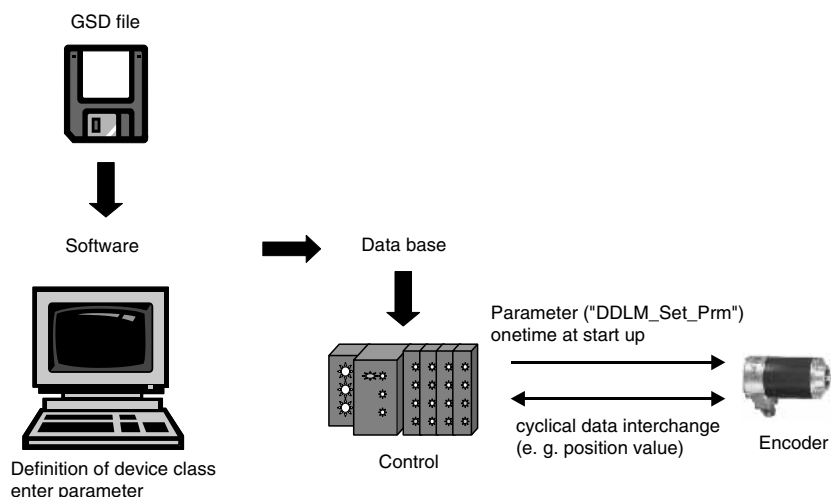 GSD file
Software
Data base
Parameter ("DDLM_Set_Prm")
onetime at start up
cyclical data interchange
(e. g. position value)
Encoder
Control
Definition of device class
enter parameter